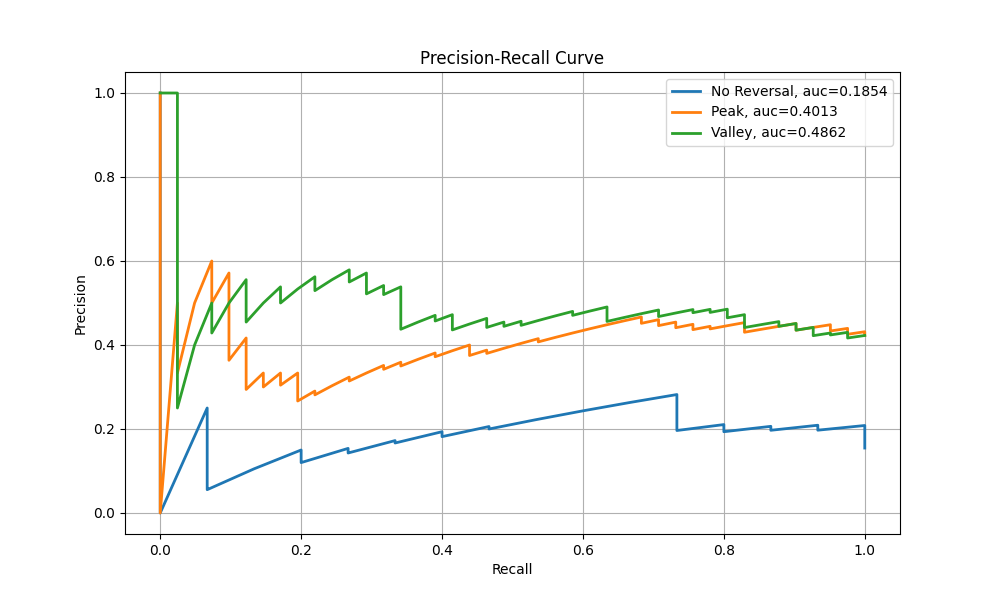 Precision-Recall Curve
No Reversal, auc=0.1854
Peak, auc=0.4013
Valley, auc=0.4862
1.0
0.8
0.6
0.4
0.2
0.0
Precision
0.0 0.2 0.4 0.6 0.8 1.0
Recall